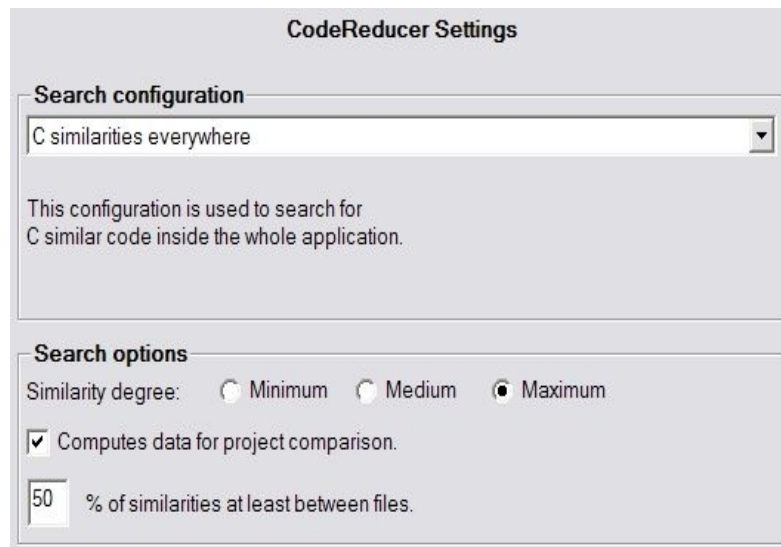 CodeReducer Settings
Search configuration
C similarities everywhere
This configuration is used to search for
C similar code inside the whole application.
Search options
Similarity degree: Minimum Medium Maximum
Computes data for project comparison.
50 % of similarities at least between files.